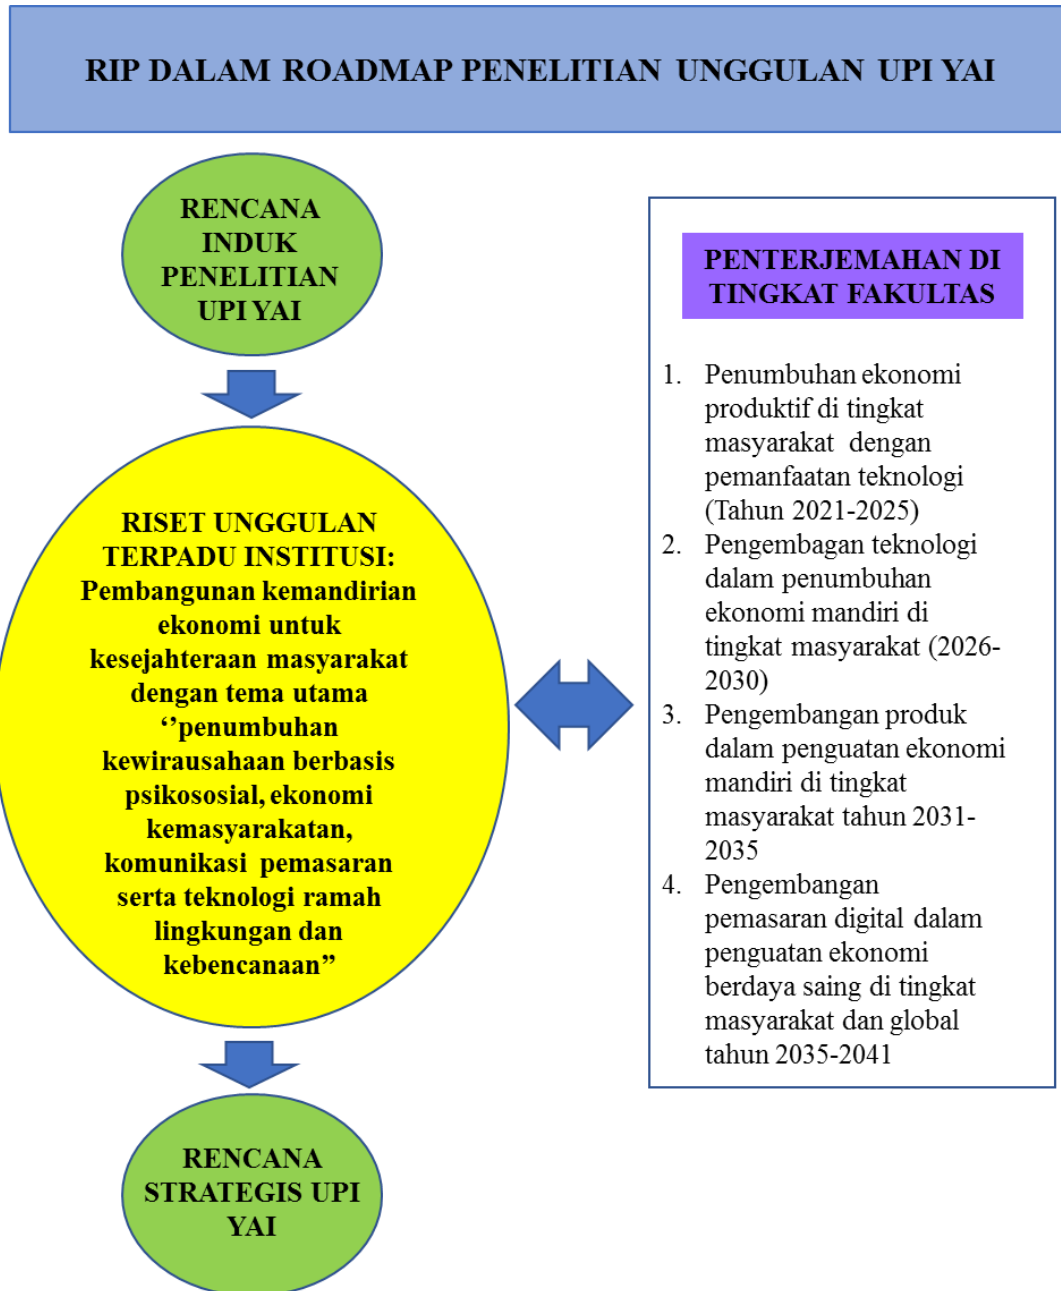 RIP DALAM ROADMAP PENELITIAN UNGGULAN UPI YAI
RENCANA
INDUK
PENELITIAN
UPI YAI
RISET UNGGULAN
TERPADU INSTITUSI:
Pembangunan kemandirian
ekonomi untuk
kesejahteraan masyarakat
dengan tema utama
‘’penumbuhan
kewirausahaan berbasis
psikososial, ekonomi
kemasyarakatan,
komunikasi pemasaran
serta teknologi ramah
lingkungan dan
kebencanaan”
RENCANA
STRATEGIS UPI
YAI
PENTERJEMAHAN DI
TINGKAT FAKULTAS
1. Penumbuhan ekonomi
produktif di tingkat
masyarakat dengan
pemanfaatan teknologi
(Tahun 2021-2025)
2. Pengembagan teknologi
dalam penumbuhan
ekonomi mandiri di
tingkat masyarakat (2026-
2030)
3. Pengembangan produk
dalam penguatan ekonomi
mandiri di tingkat
masyarakat tahun 2031-
2035
4. Pengembangan
pemasaran digital dalam
penguatan ekonomi
berdaya saing di tingkat
masyarakat dan global
tahun 2035-2041